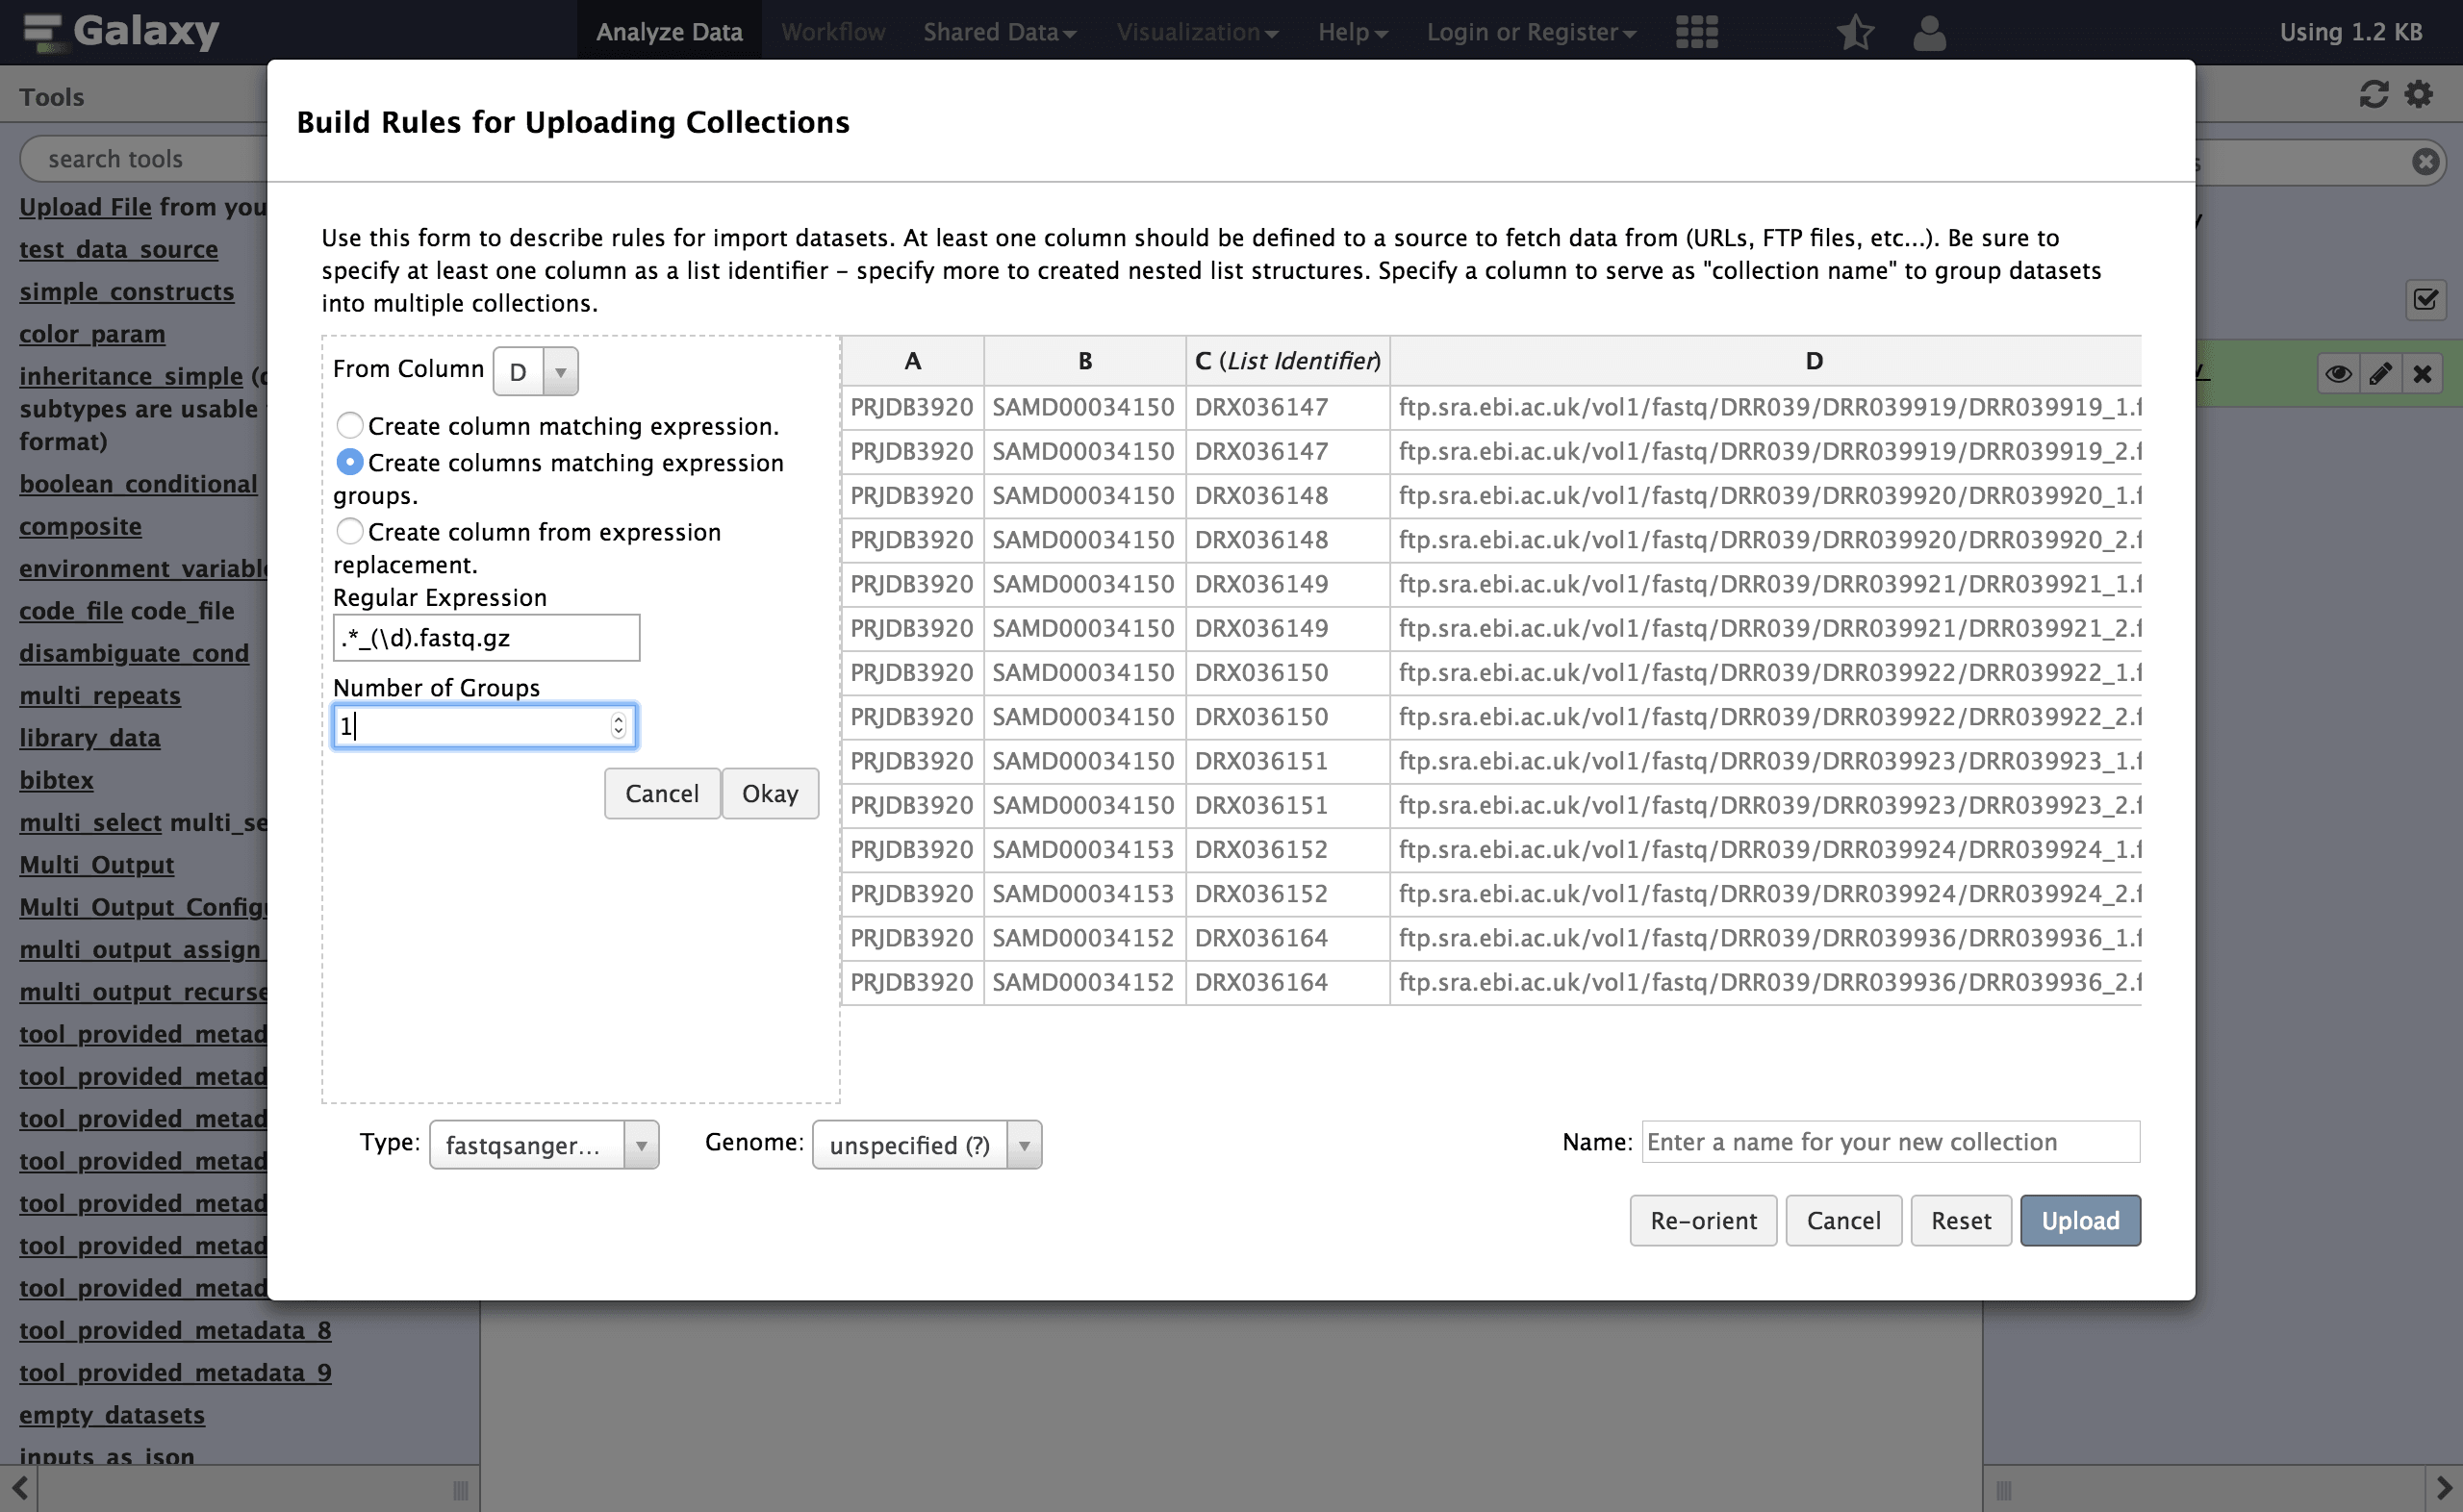 Galaxy
Analyze Data
Workflow
Shared Data
Visualization
Help
Login or Register
Using 1.2 KB
Tools
search tools
Upload File from you
test_data_source
simple_constructs
color_param
inheritance_simple
subtypes are usable
format)
boolean_conditional
composite
environment_variable
code_file code_file
disambiguate_cond
multi_repeats
library_data
bibtex
multi_select multi_se
Multi_Output
Multi_Output_Configu
multi_output_assign_
multi_output_recurse
tool_provided_metad
tool_provided_metad
tool_provided_metad
tool_provided_metad
tool_provided_metad
tool_provided_metad
tool_provided_metad
tool_provided_metadata_8
tool_provided_metadata_9
empty_datasets
inputs_as_json
Build Rules for Uploading Collections
Use this form to describe rules for import datasets. At least one column should be defined to a source to fetch data from (URLs, FTP files, etc...). Be sure to
specify at least one column as a list identifier - specify more to created nested list structures. Specify a column to serve as "collection name" to group datasets
into multiple collections.
From Column D
Create column matching expression.
Create columns matching expression
groups.
Create column from expression
replacement.
Regular Expression
.*_(\d).fastq.gz
Number of Groups
1
Cancel Okay
A B C (List Identifier) D
PRJDB3920 SAMD00034150 DRX036147 ftp.sra.ebi.ac.uk/vol1/fastq/DRR039/DRR039919/DRR039919_1.f
PRJDB3920 SAMD00034150 DRX036147 ftp.sra.ebi.ac.uk/vol1/fastq/DRR039/DRR039919/DRR039919_2.f
PRJDB3920 SAMD00034150 DRX036148 ftp.sra.ebi.ac.uk/vol1/fastq/DRR039/DRR039920/DRR039920_1.f
PRJDB3920 SAMD00034150 DRX036148 ftp.sra.ebi.ac.uk/vol1/fastq/DRR039/DRR039920/DRR039920_2.f
PRJDB3920 SAMD00034150 DRX036149 ftp.sra.ebi.ac.uk/vol1/fastq/DRR039/DRR039921/DRR039921_1.f
PRJDB3920 SAMD00034150 DRX036149 ftp.sra.ebi.ac.uk/vol1/fastq/DRR039/DRR039921/DRR039921_2.f
PRJDB3920 SAMD00034150 DRX036150 ftp.sra.ebi.ac.uk/vol1/fastq/DRR039/DRR039922/DRR039922_1.f
PRJDB3920 SAMD00034150 DRX036150 ftp.sra.ebi.ac.uk/vol1/fastq/DRR039/DRR039922/DRR039922_2.f
PRJDB3920 SAMD00034150 DRX036151 ftp.sra.ebi.ac.uk/vol1/fastq/DRR039/DRR039923/DRR039923_1.f
PRJDB3920 SAMD00034150 DRX036151 ftp.sra.ebi.ac.uk/vol1/fastq/DRR039/DRR039923/DRR039923_2.f
PRJDB3920 SAMD00034153 DRX036152 ftp.sra.ebi.ac.uk/vol1/fastq/DRR039/DRR039924/DRR039924_1.f
PRJDB3920 SAMD00034153 DRX036152 ftp.sra.ebi.ac.uk/vol1/fastq/DRR039/DRR039924/DRR039924_2.f
PRJDB3920 SAMD00034152 DRX036164 ftp.sra.ebi.ac.uk/vol1/fastq/DRR039/DRR039936/DRR039936_1.f
PRJDB3920 SAMD00034152 DRX036164 ftp.sra.ebi.ac.uk/vol1/fastq/DRR039/DRR039936/DRR039936_2.f
Type: fastqsanger...
Genome: unspecified (?)
Name: Enter a name for your new collection
Re-orient Cancel Reset Upload